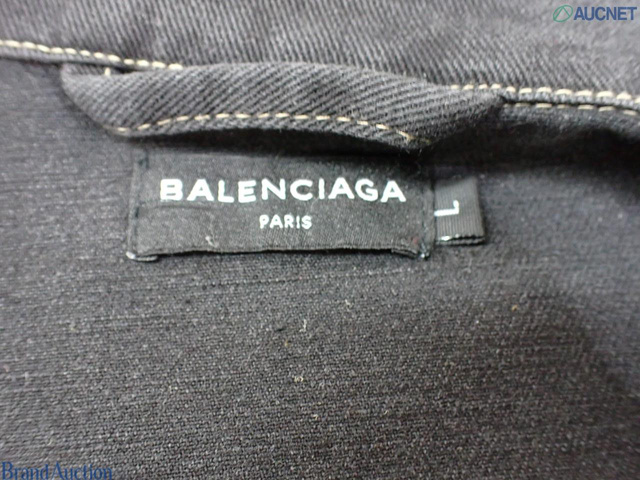 AUCNET
BALENCIAGA
PARIS
L
Brand Auction